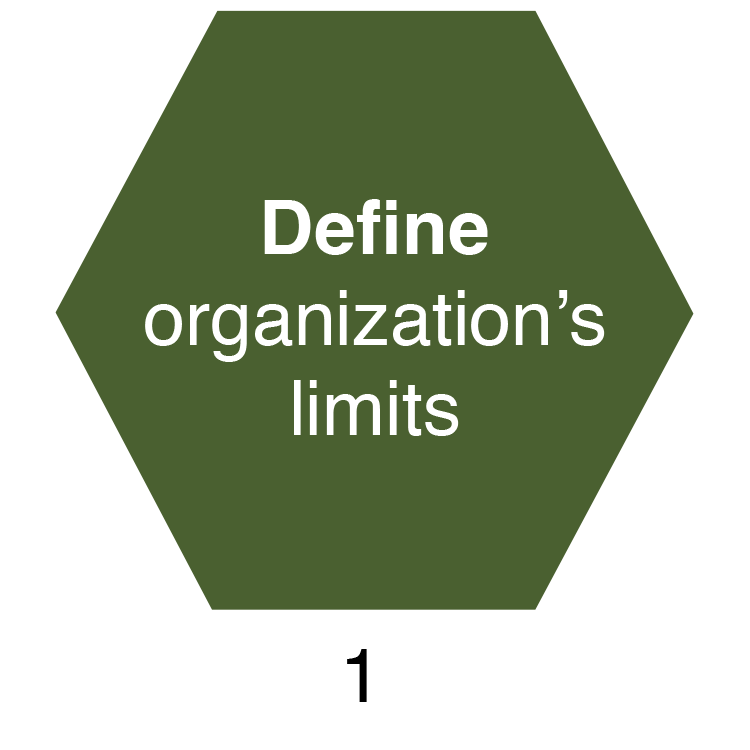 Define
organization’s
limits
1